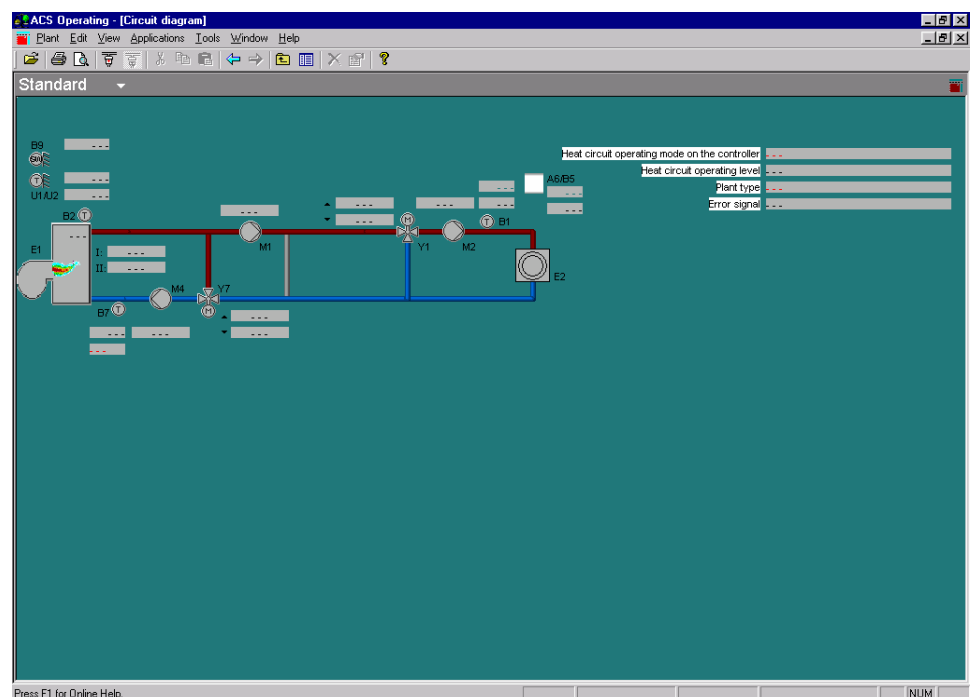 ACS Operating - [Circuit diagram]
Plant Edit View Applications Tools Window Help
Standard
B9
SUN
T
U1/U2
B2 T
E1
I:
II:
M1
M
Y1
M2
T B1
A6/B5
E2
B7 T
M4
Y7
M
Heat circuit operating mode on the controller - - -
Heat circuit operating level - - -
Plant type - - -
Error signal - - -
Press F1 for Online Help.
NUM